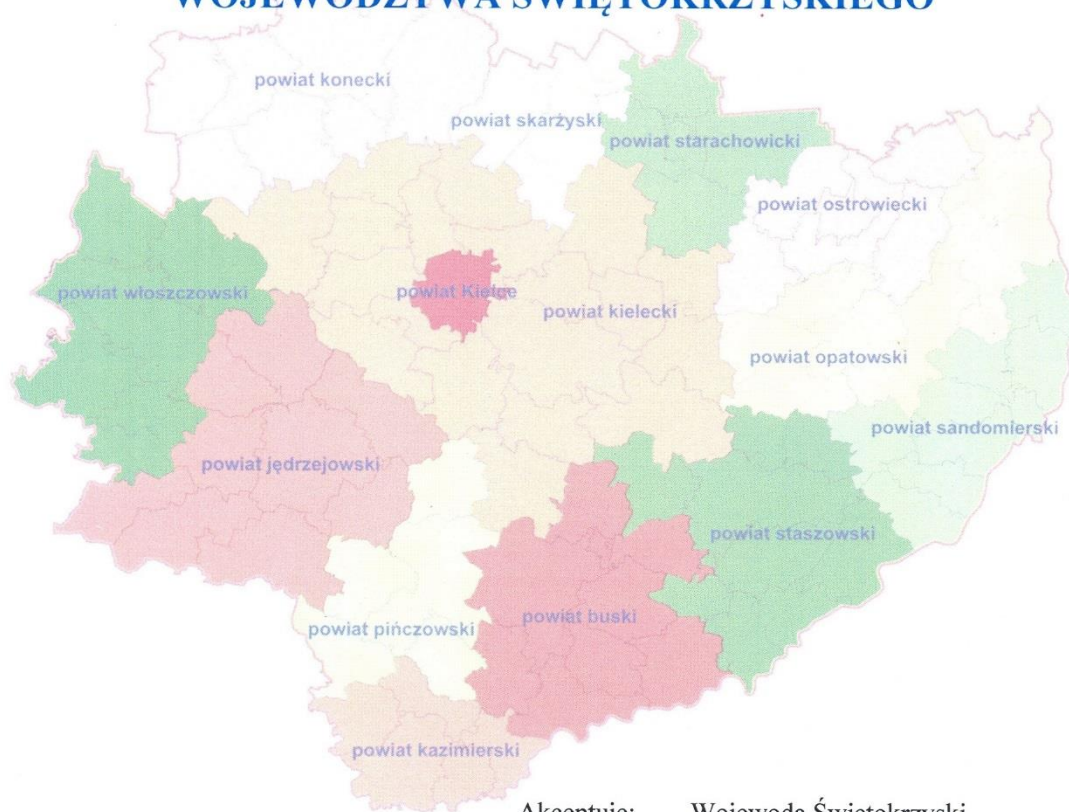 WOJEWÓDZTWA ŚWIĘTOKRZYSKIEGO
powiat konecki
powiat skarżyski
powiat starachowicki
powiat ostrowiecki
powiat włoszczowski
powiat Kielce
powiat kielecki
powiat opatowski
powiat sandomierski
powiat jędrzejowski
powiat staszowski
powiat buski
powiat pińczowski
powiat kazimierski
Akceptuję: Wojewoda Świętokrzyski